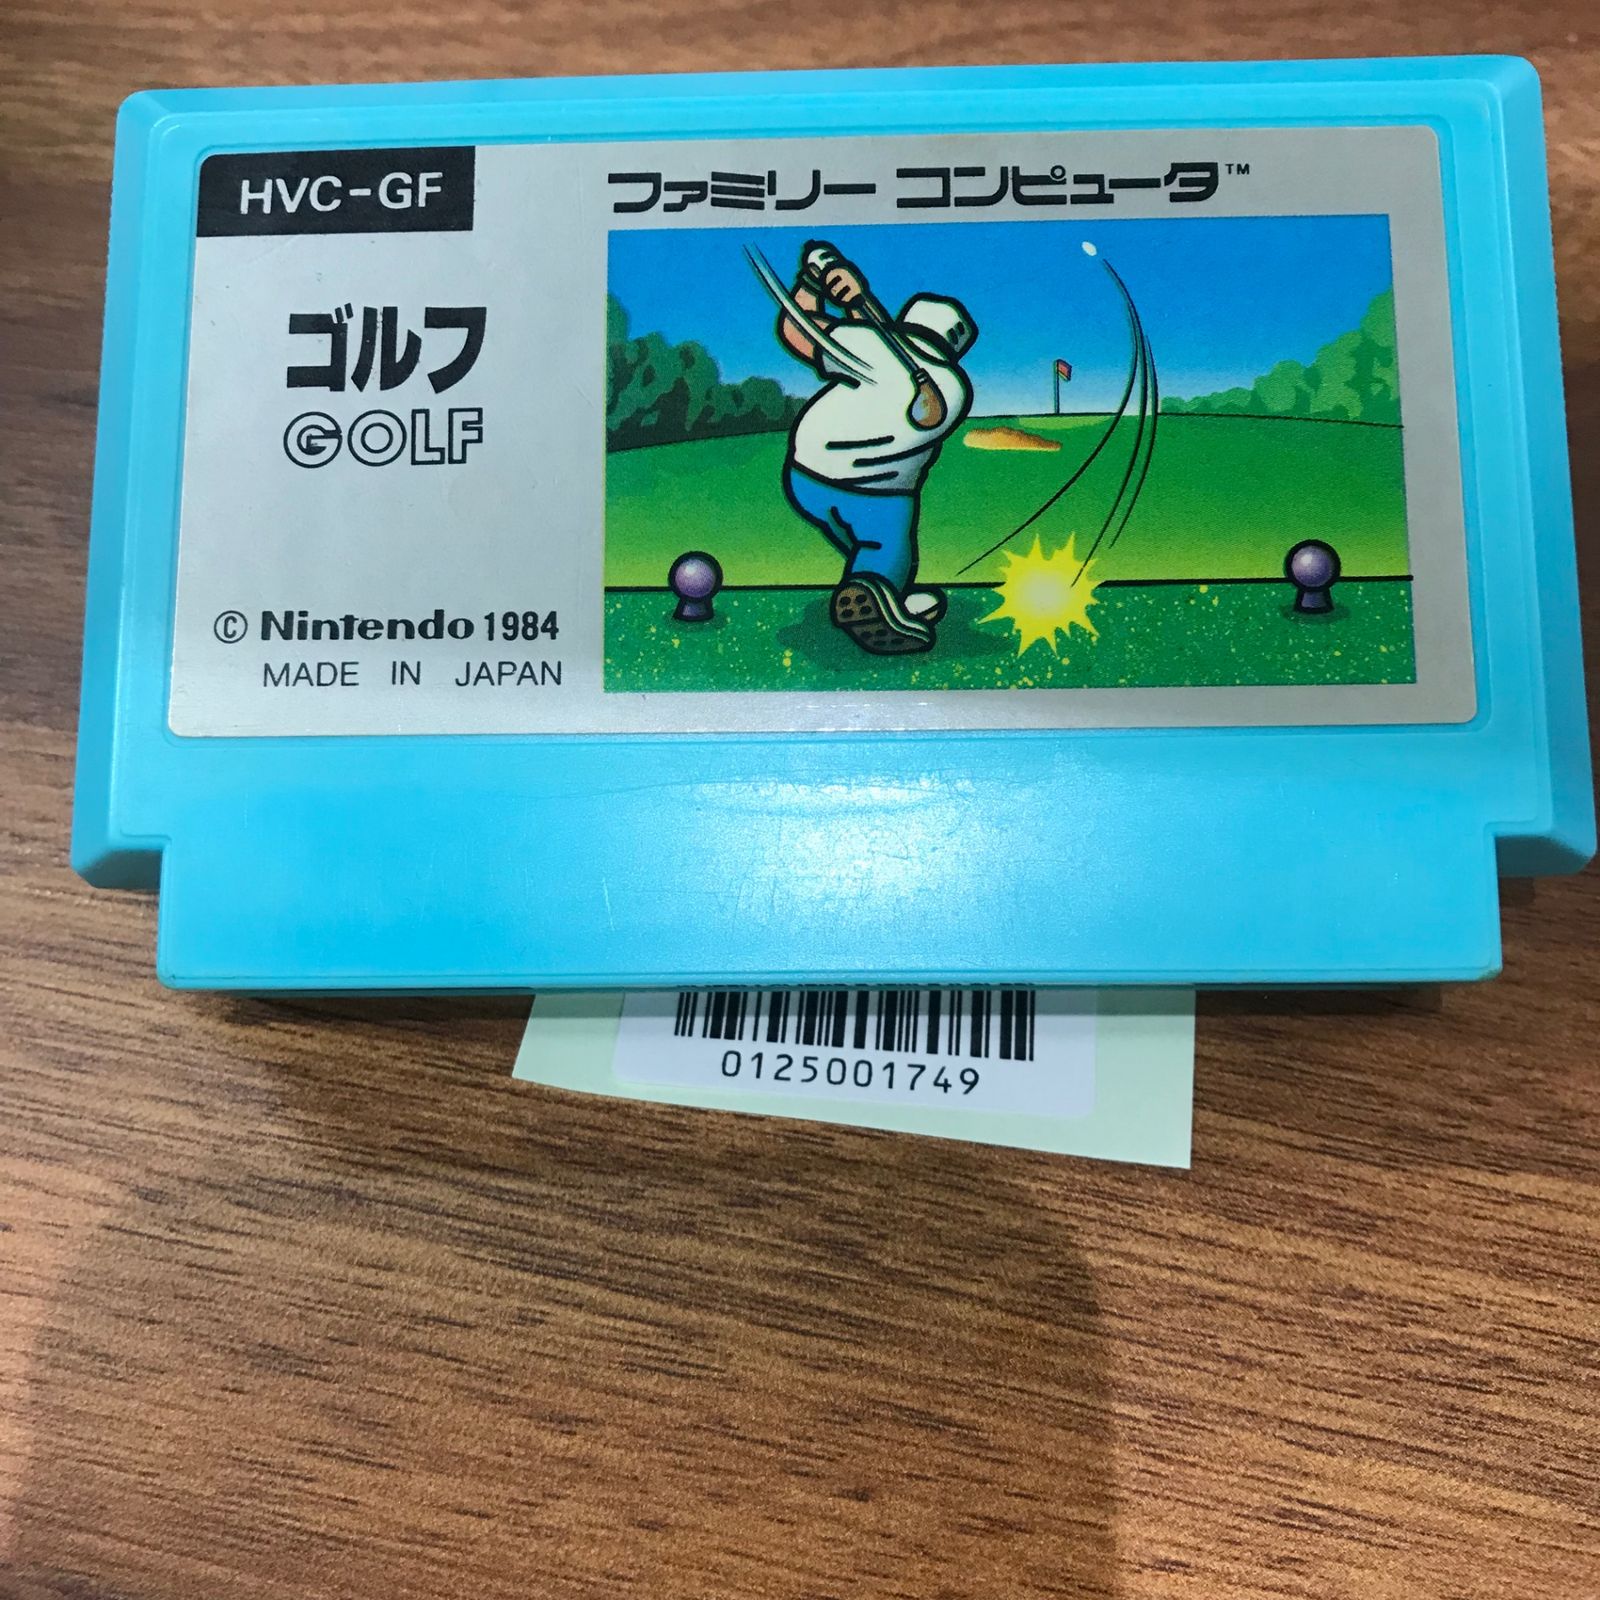 HVC-GF
ファミリー コンピュータ™
ゴルフ
GOLF
© Nintendo 1984
MADE IN JAPAN
0125001749